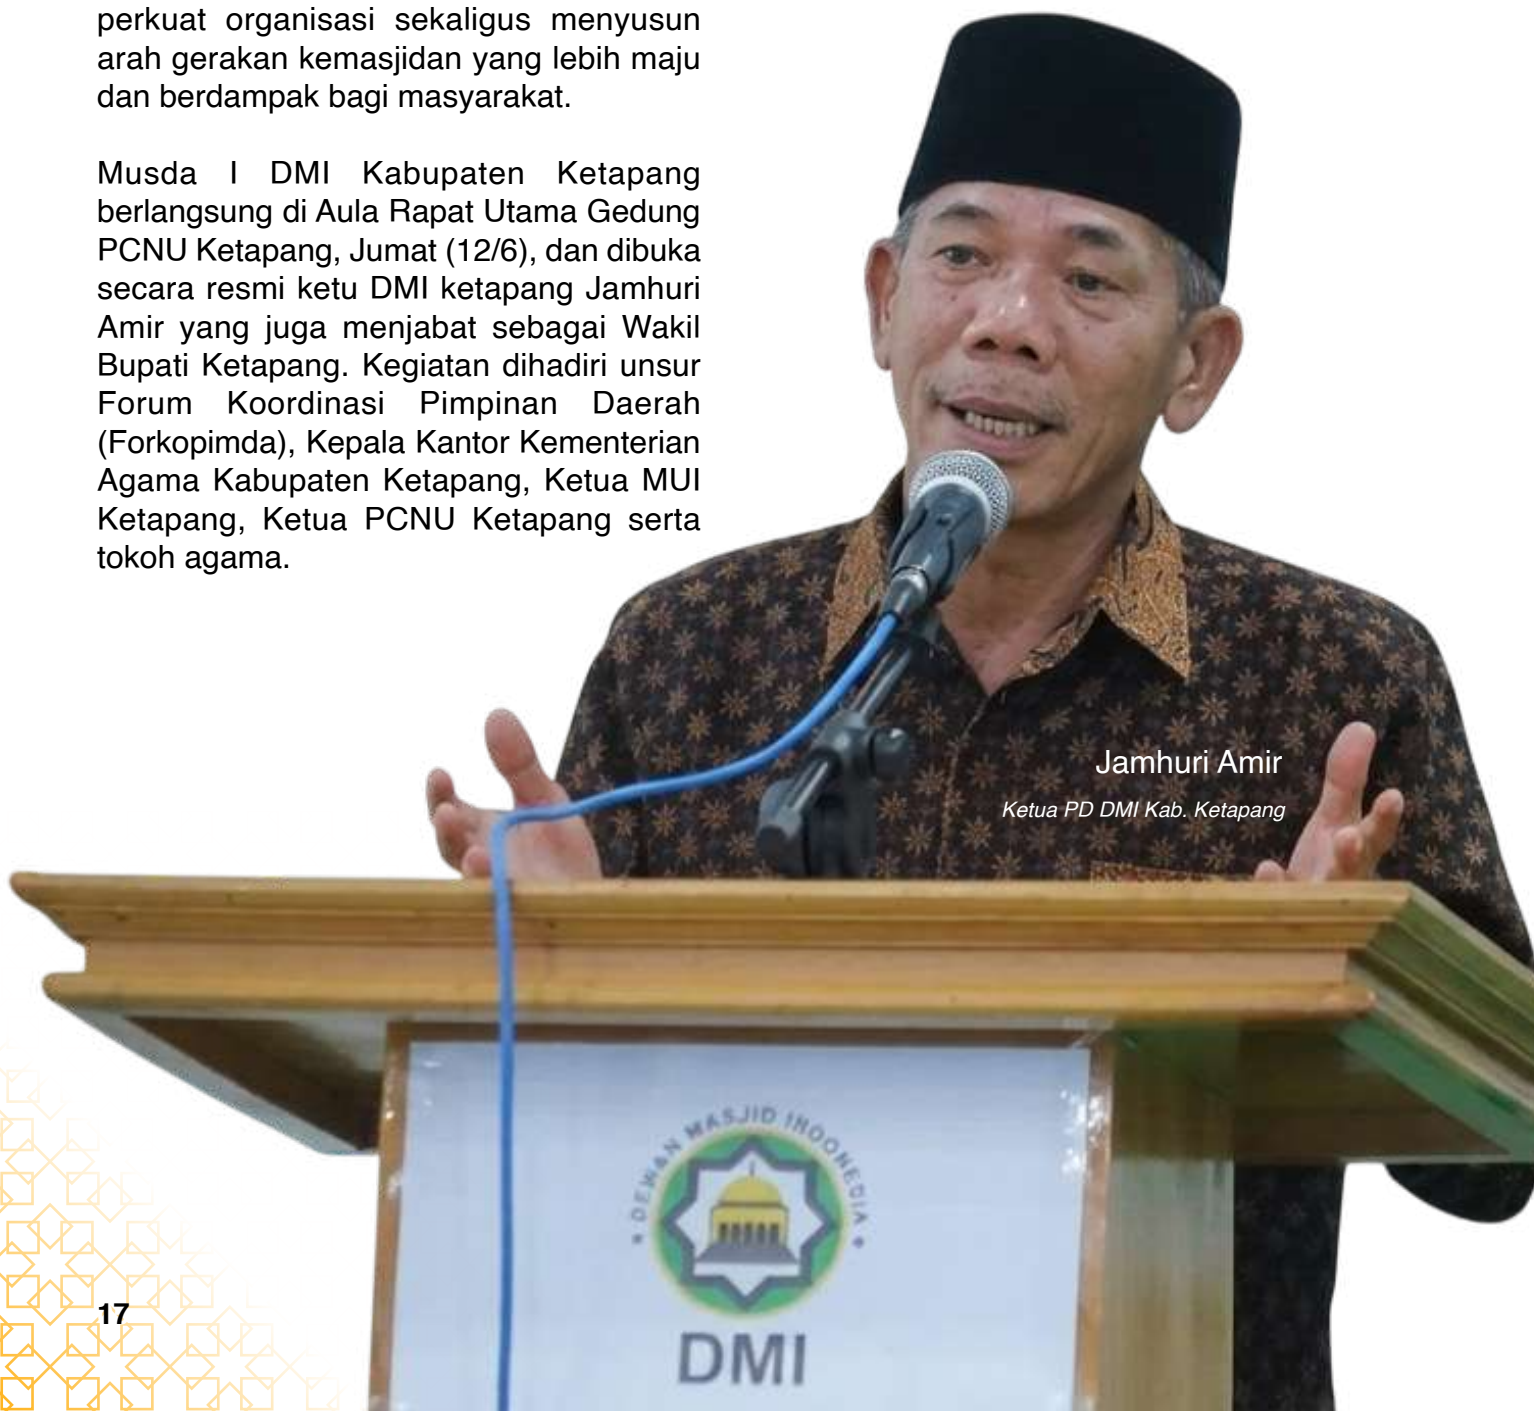 perkuat organisasi sekaligus menyusun
arah gerakan kemasjidan yang lebih maju
dan berdampak bagi masyarakat.
Musda I DMI Kabupaten Ketapang
berlangsung di Aula Rapat Utama Gedung
PCNU Ketapang, Jumat (12/6), dan dibuka
secara resmi ketu DMI ketapang Jamhuri
Amir yang juga menjabat sebagai Wakil
Bupati Ketapang. Kegiatan dihadiri unsur
Forum Koordinasi Pimpinan Daerah
(Forkopimda), Kepala Kantor Kementerian
Agama Kabupaten Ketapang, Ketua MUI
Ketapang, Ketua PCNU Ketapang serta
tokoh agama.
Jamhuri Amir
Ketua PD DMI Kab. Ketapang
DEWAN MASJID INDONESIA
DMI
17